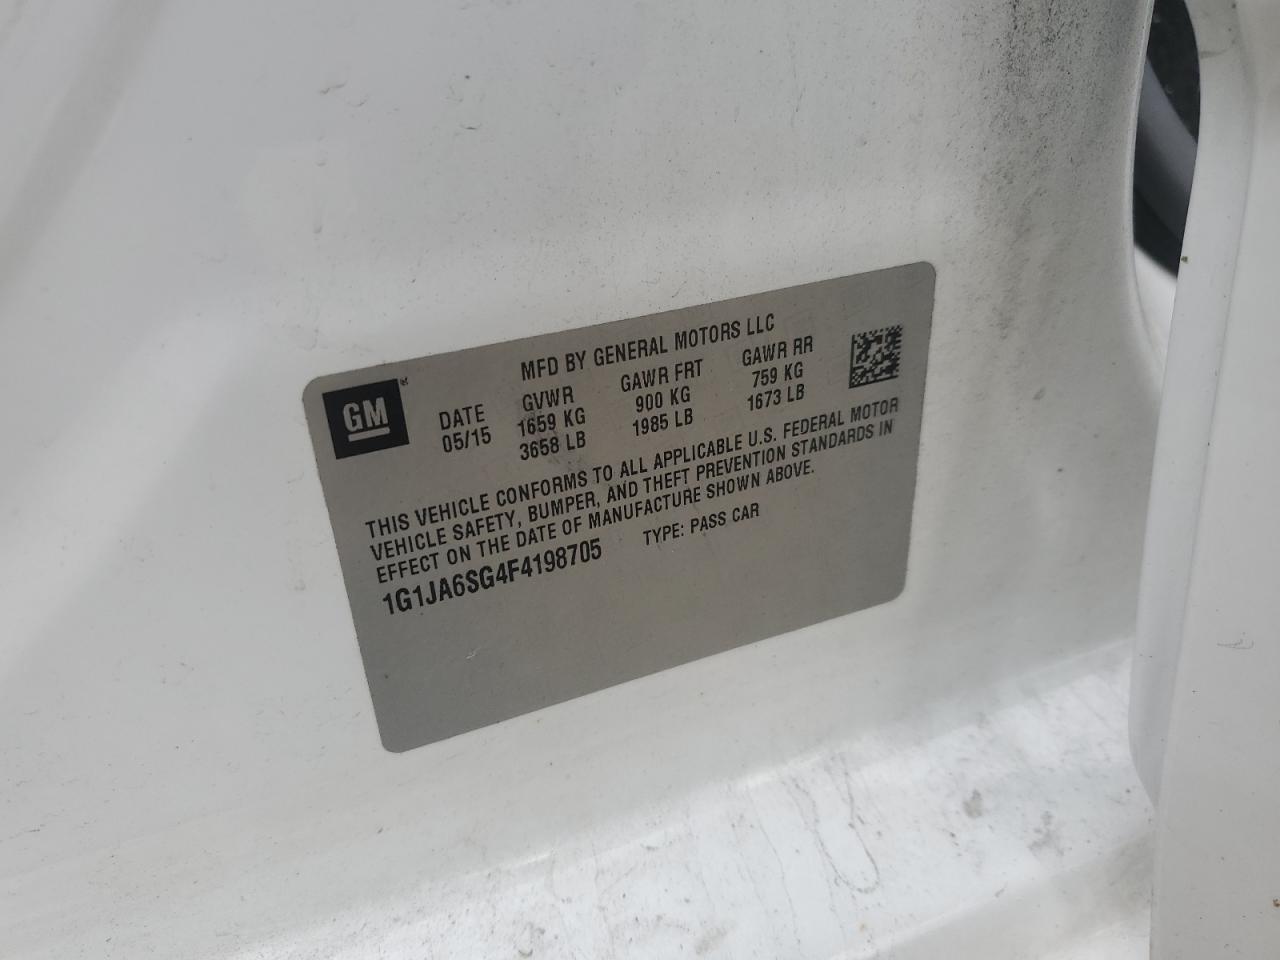 MFD BY GENERAL MOTORS LLC
GM®
DATE GVWR GAWR FRT GAWR RR
05/15 1659 KG 900 KG 759 KG
3658 LB 1985 LB 1673 LB
THIS VEHICLE CONFORMS TO ALL APPLICABLE U.S. FEDERAL MOTOR
VEHICLE SAFETY, BUMPER, AND THEFT PREVENTION STANDARDS IN
EFFECT ON THE DATE OF MANUFACTURE SHOWN ABOVE.
1G1JA6SG4F4198705 TYPE: PASS CAR